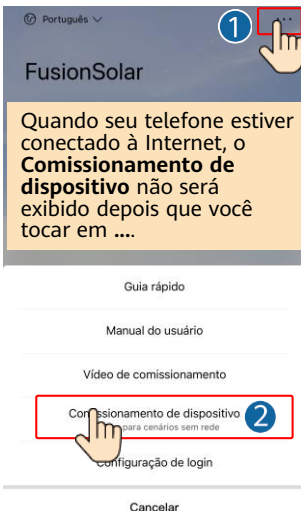 Português
1
...
FusionSolar
Quando seu telefone estiver
conectado à Internet, o
Comissionamento de
dispositivo não será
exibido depois que você
tocar em ....
Guia rápido
Manual do usuário
Vídeo de comissionamento
Comissionamento de dispositivo
2
para cenários sem rede
Configuração de login
Cancelar